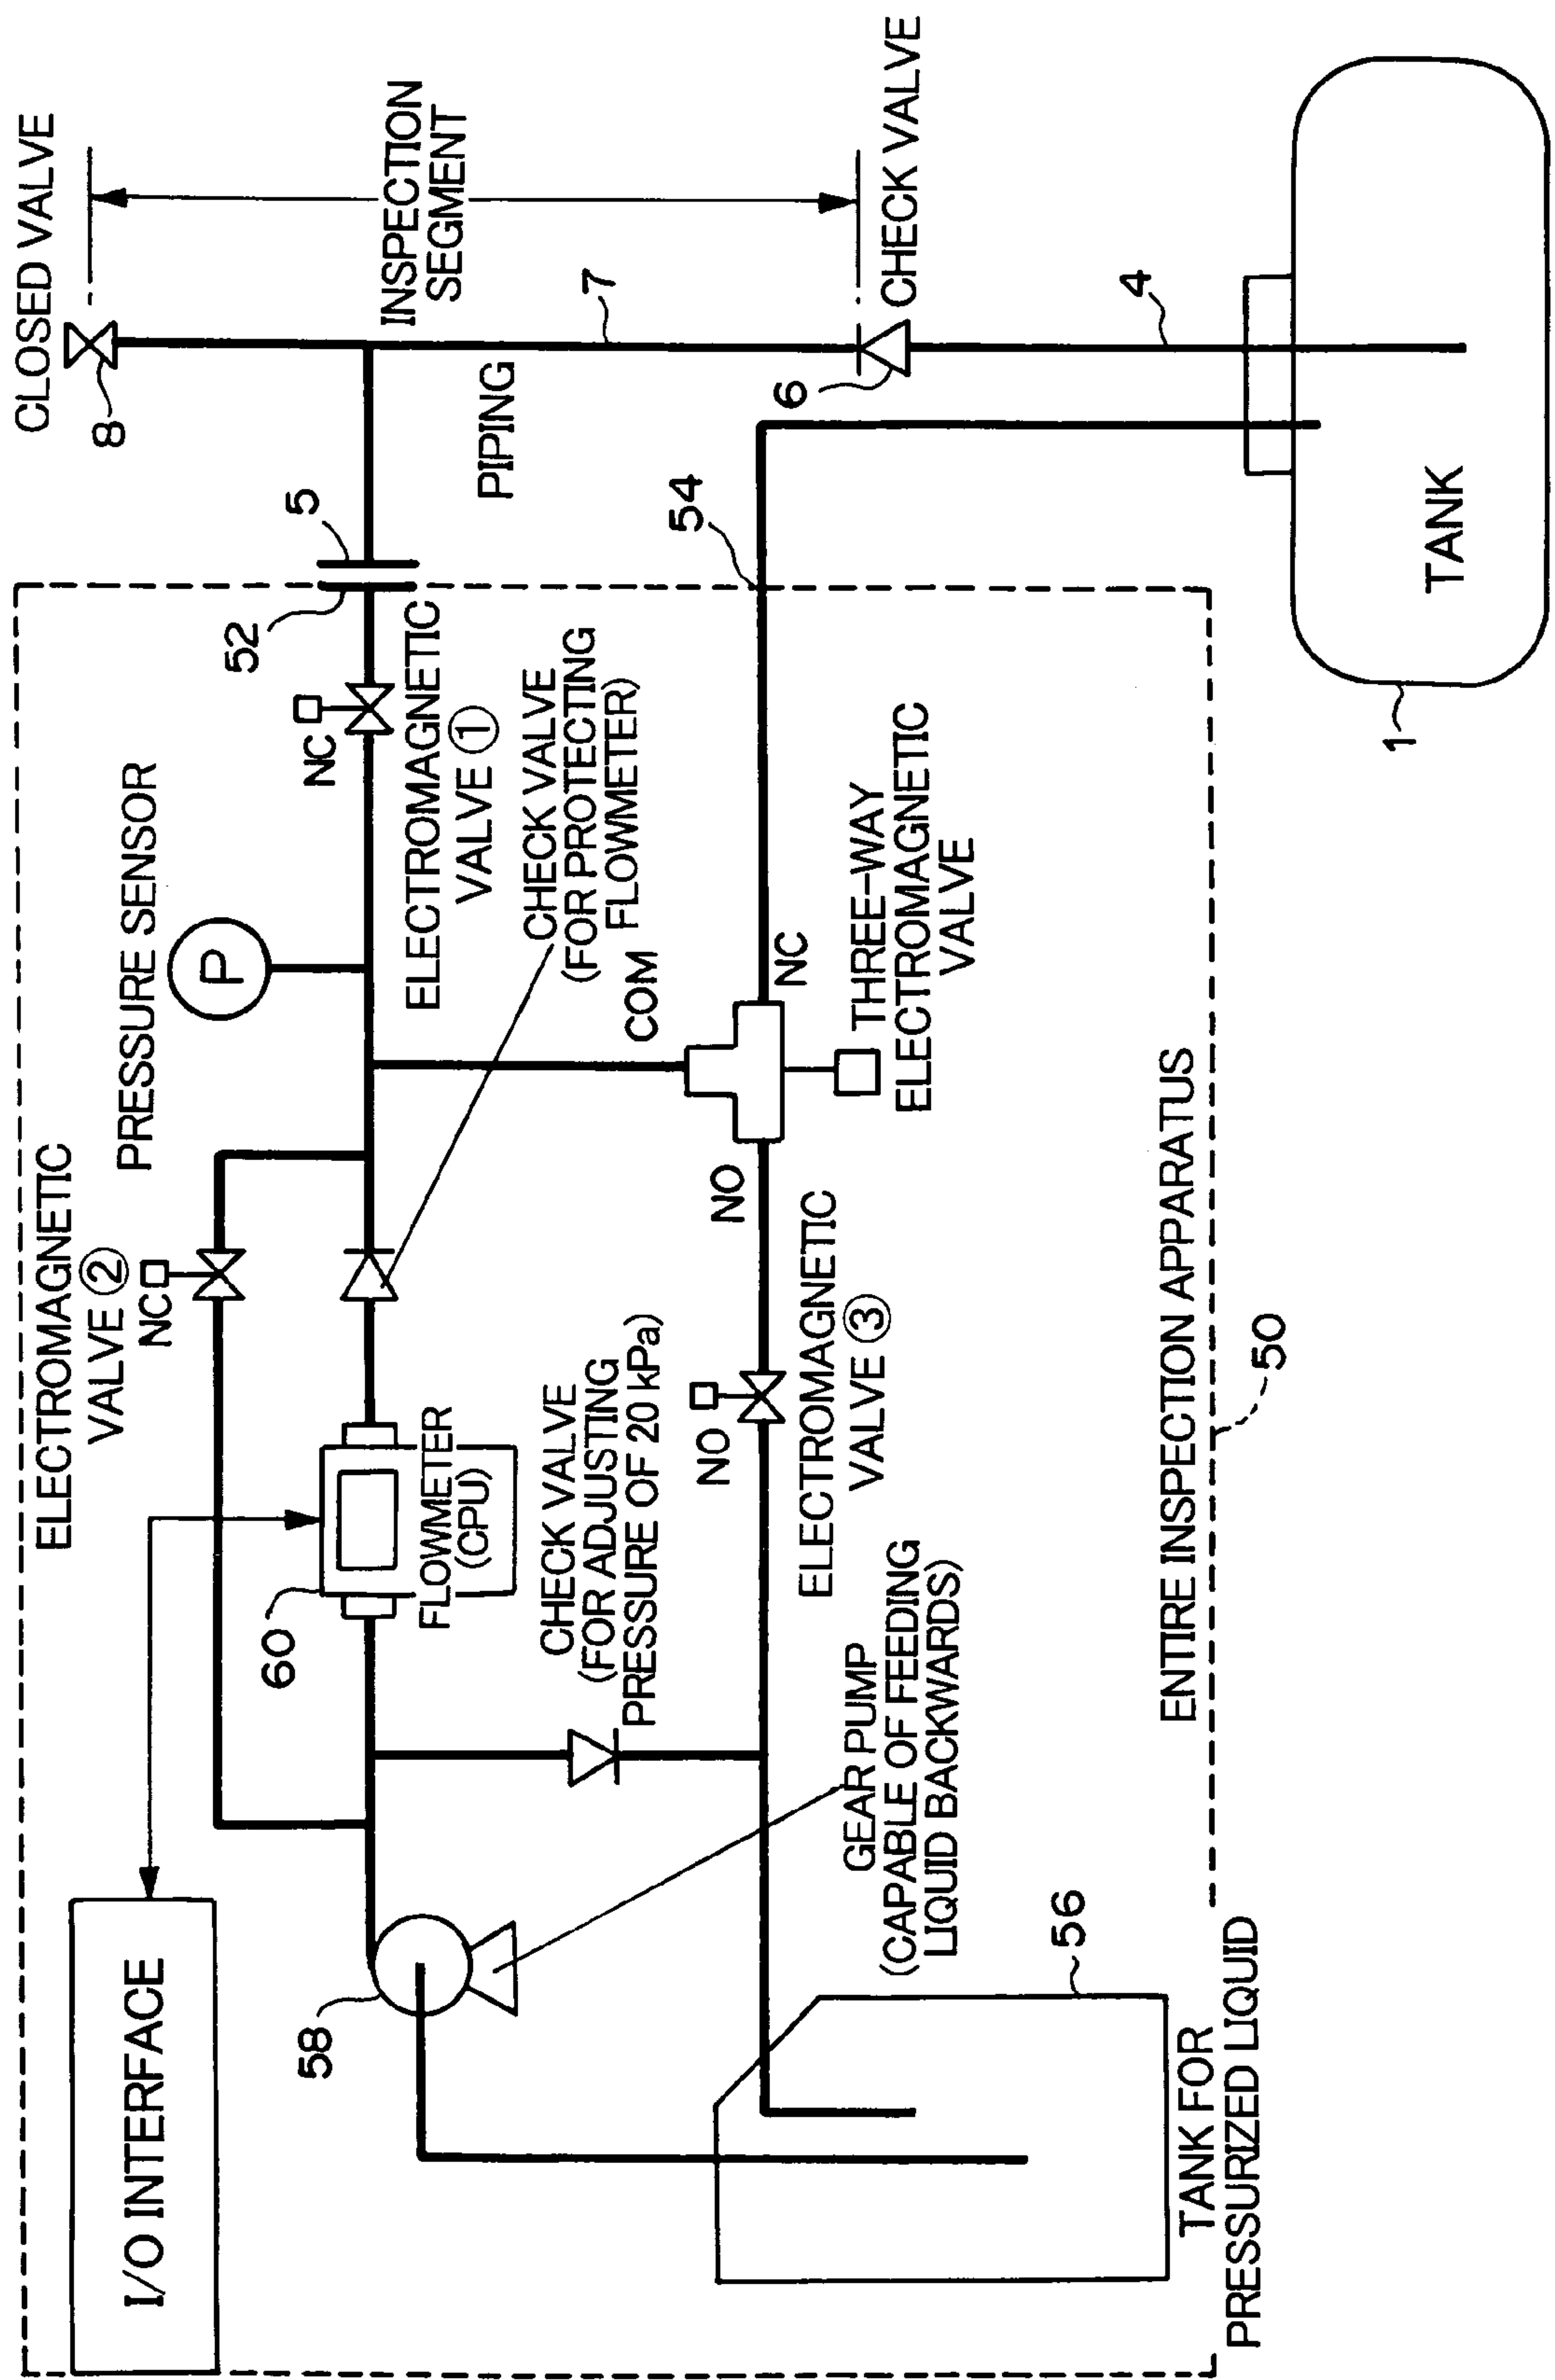 I/O INTERFACE
ELECTROMAGNETIC
VALVE ②
NC
PRESSURE SENSOR
P
CLOSED VALVE
8
58
60
FLOWMETER
(CPU)
NC
52
5
ELECTROMAGNETIC
VALVE ①
CHECK VALVE
(FOR PROTECTING
FLOWMETER)
INSPECTION
SEGMENT
PIPING
7
CHECK VALVE
(FOR ADJUSTING
PRESSURE OF 20 kPa)
COM
NO
NC
NO
54
6
CHECK VALVE
GEAR PUMP
(CAPABLE OF FEEDING
LIQUID BACKWARDS)
ELECTROMAGNETIC
VALVE ③
THREE-WAY
ELECTROMAGNETIC
VALVE
4
56
TANK FOR
PRESSURIZED LIQUID
ENTIRE INSPECTION APPARATUS
50
TANK
1